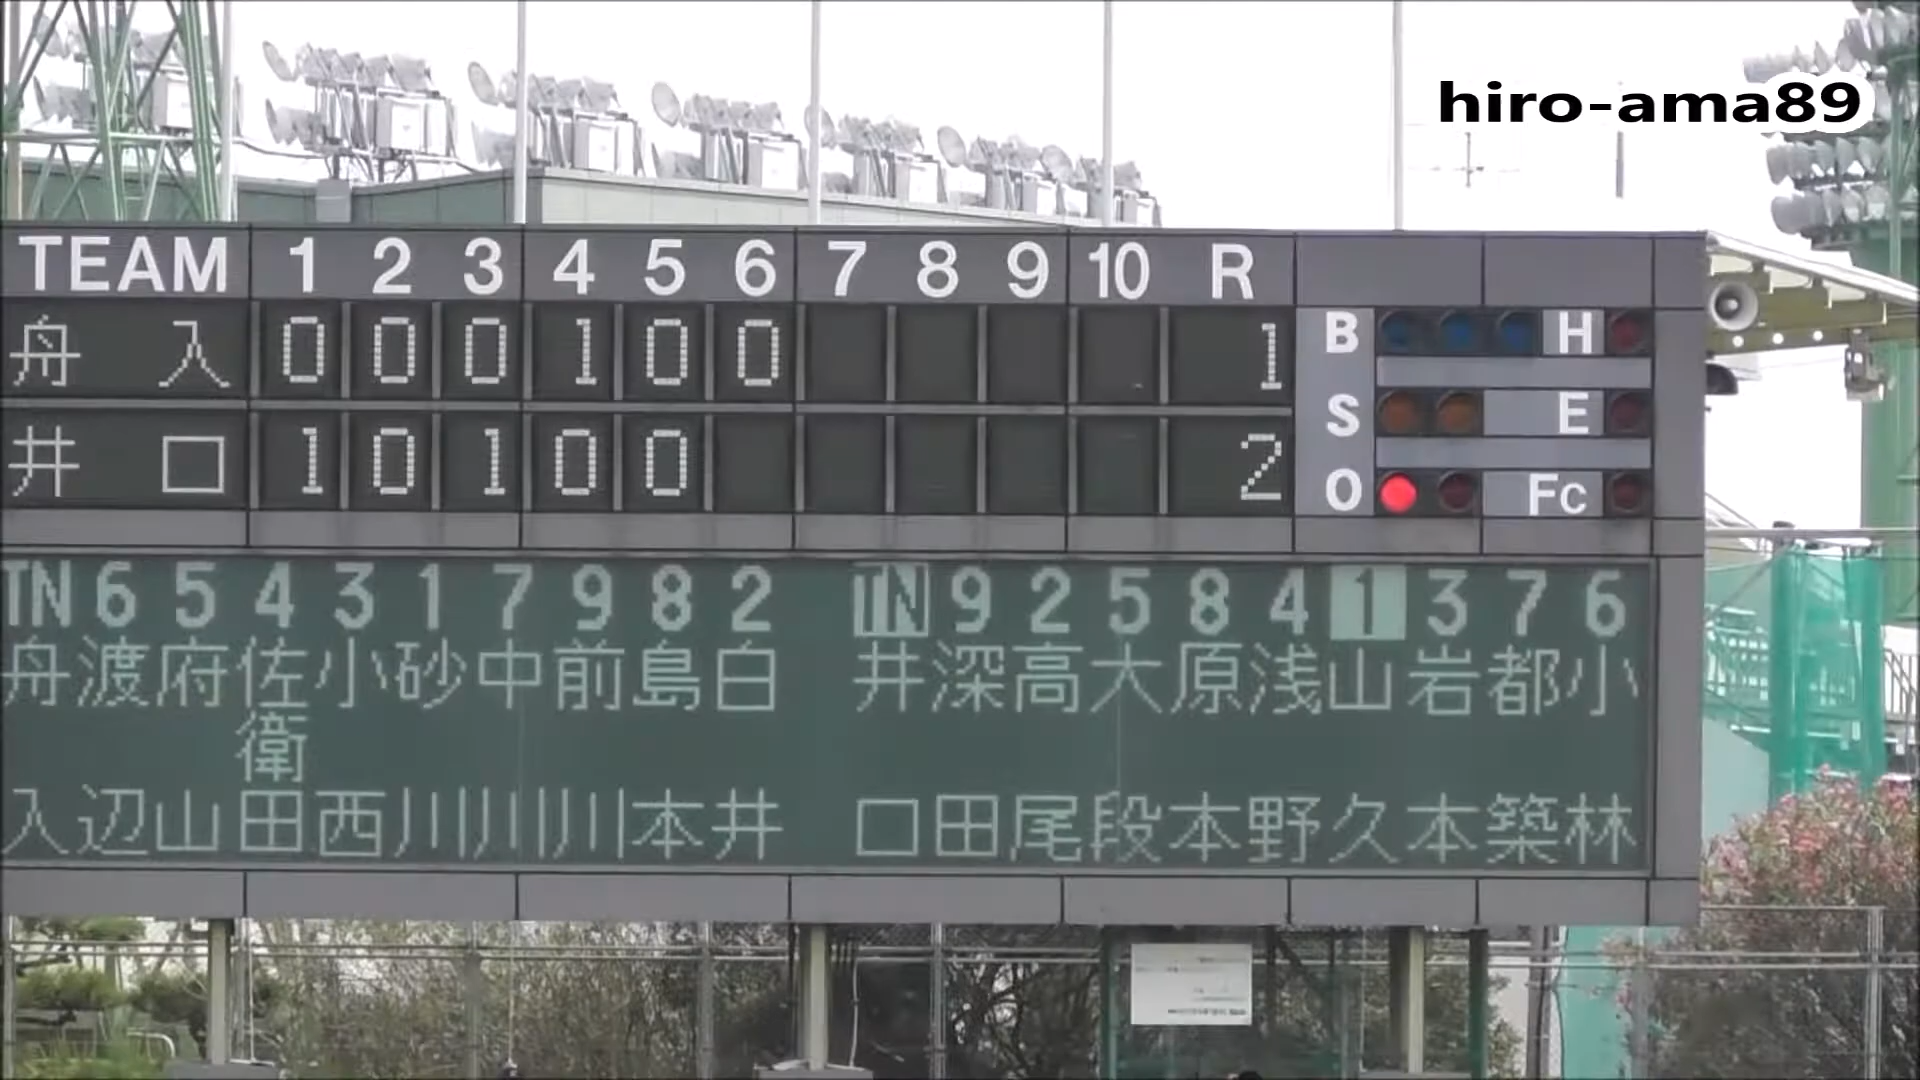 hiro-ama89
TEAM 1 2 3 4 5 6 7 8 9 10 R
舟入 0 0 0 1 0 0 1 B H
井口 1 0 1 0 0 2 S E
O Fc
TN 6 5 4 3 1 7 9 8 2 TN 9 2 5 8 4 1 3 7 6
舟入 渡辺 府山 佐衛田 小西 砂川 中川 前川 島本 白井 井口 深田 高尾 大段 原本 浅野 山久 岩本 都築 小林